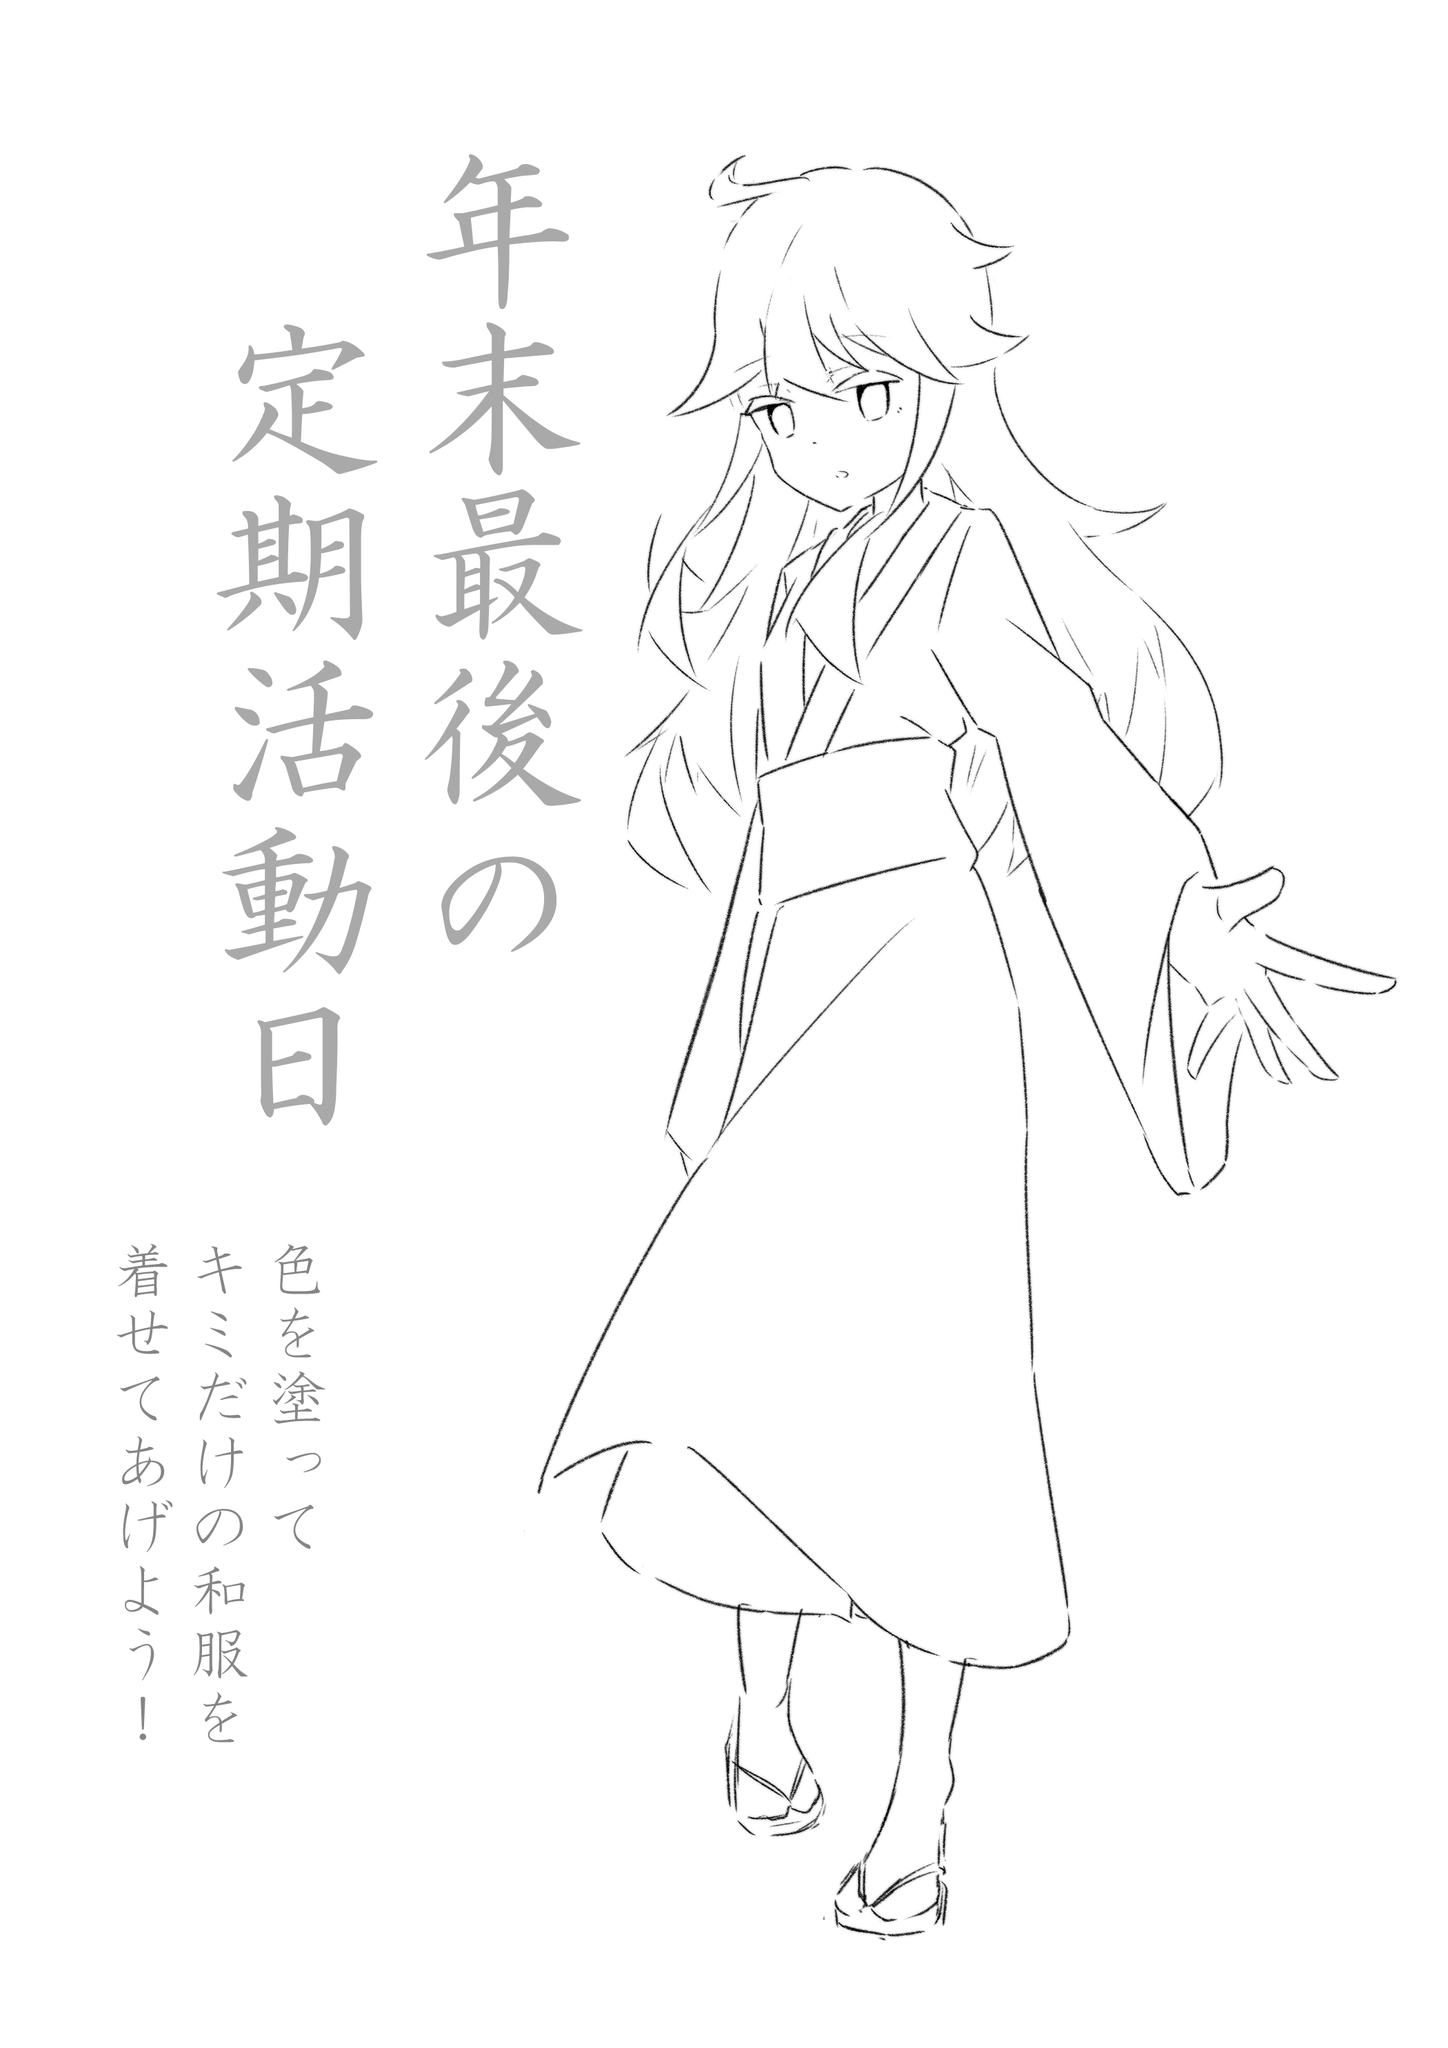 年末最後の
定期活動日
色を塗って
キミだけの和服を
着せてあげよう！